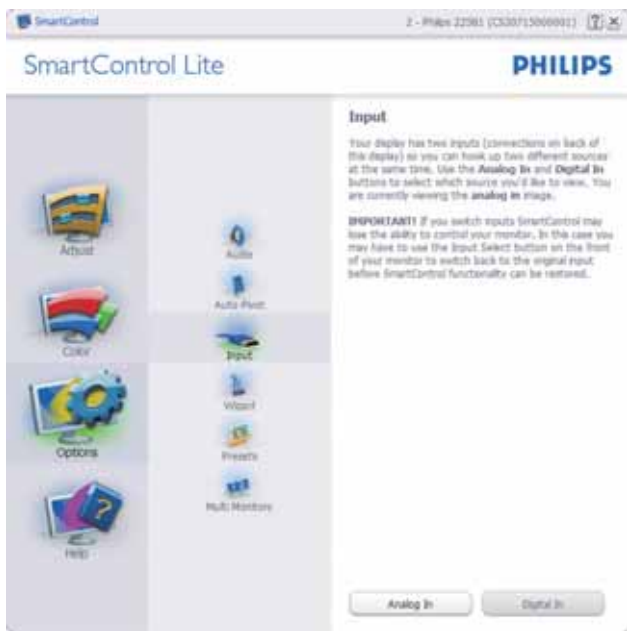 SmartControl
SmartControl Lite
PHILIPS
Adjust
Color
Options
Help
Audio
Auto Pivot
Input
Wizard
Presets
Multi Monitors
Input
Your display has two inputs (connections on back of
this display) so you can hook up two different sources
at the same time. Use the Analog In and Digital In
buttons to select which source you'd like to view. You
are currently viewing the analog in image.
IMPORTANT! If you switch inputs SmartControl may
lose the ability to control your monitor. In this case you
may have to use the Input Select button on the front
of your monitor to switch back to the original input
before SmartControl functionality can be restored.
Analog In
Digital In